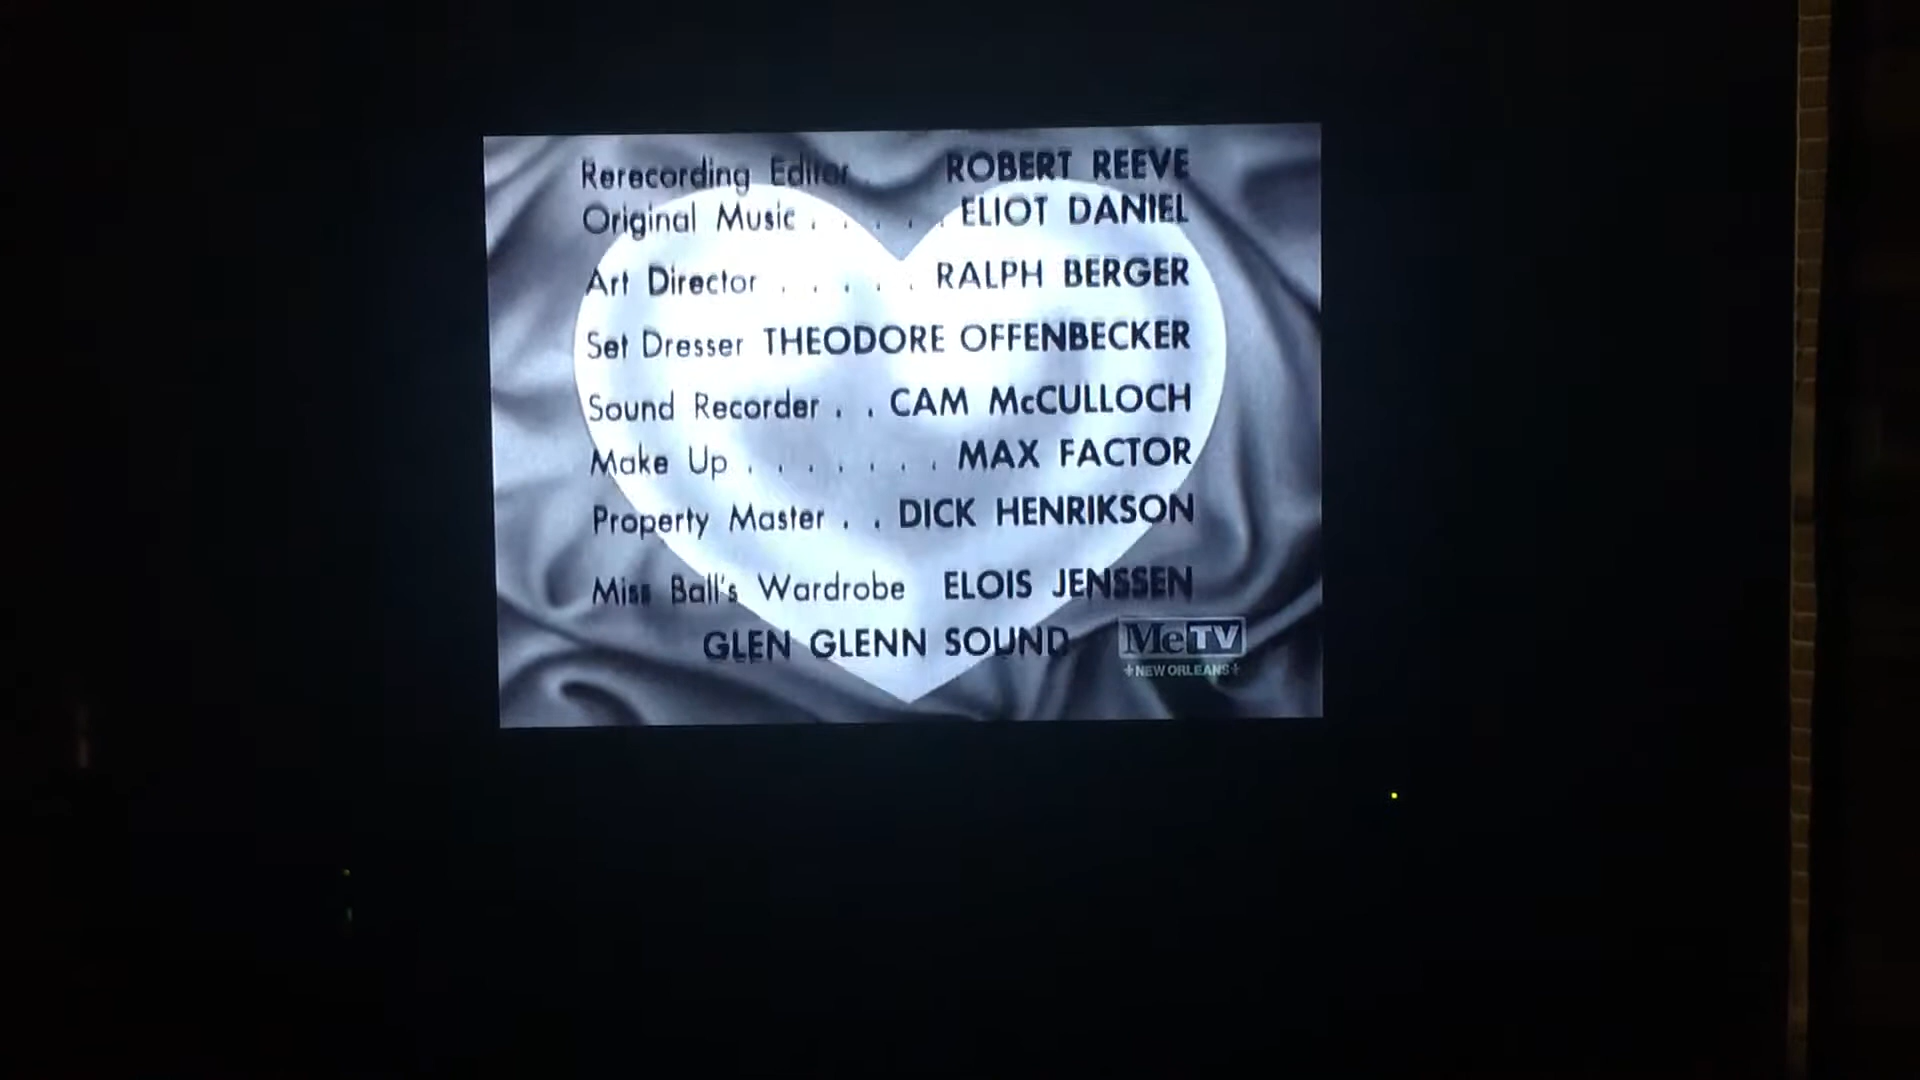 Rerecording Editor . ROBERT REEVE
Original Music . . . . . ELIOT DANIEL
Art Director . . . . . RALPH BERGER
Set Dresser THEODORE OFFENBECKER
Sound Recorder . . CAM McCULLOCH
Make Up . . . . . . . MAX FACTOR
Property Master . . DICK HENRIKSON
Miss Ball's Wardrobe ELOIS JENSSEN
GLEN GLENN SOUND
MeTV
NEW ORLEANS